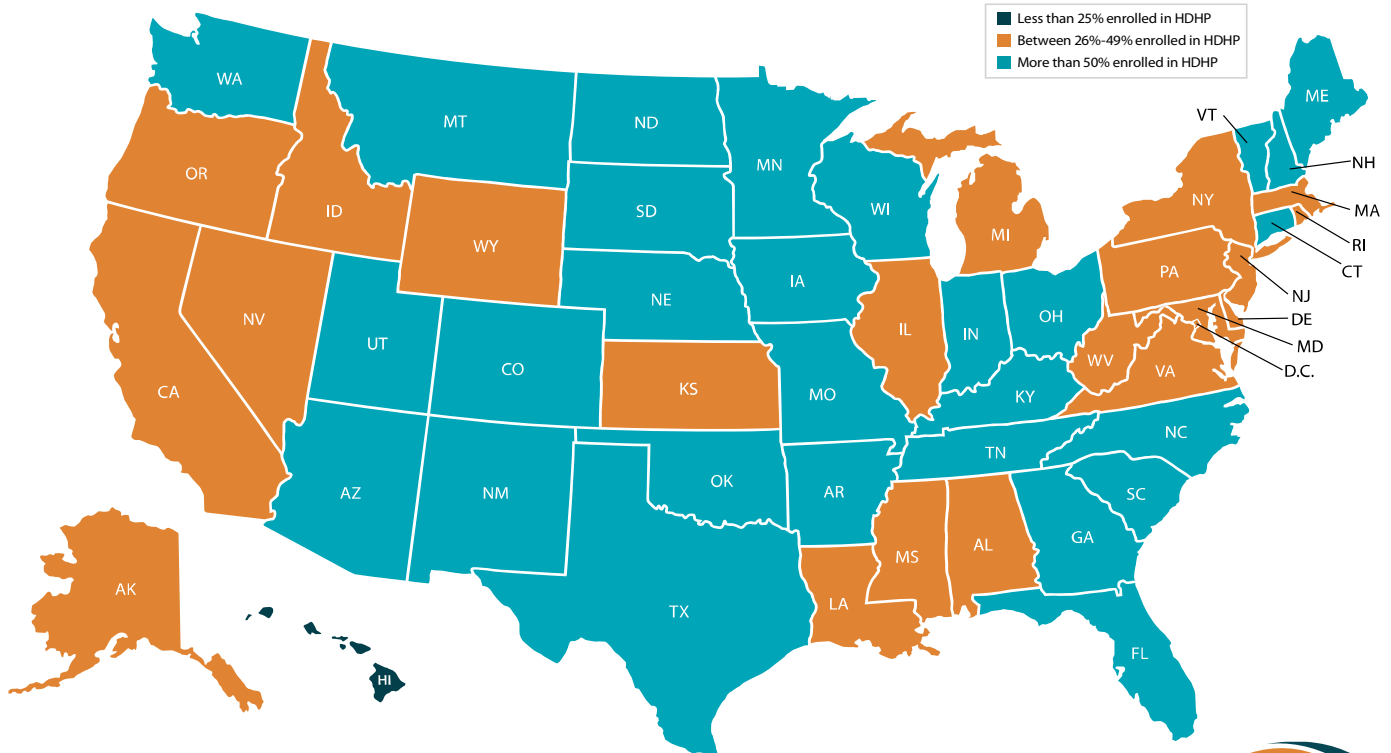 Less than 25% enrolled in HDHP
Between 26%-49% enrolled in HDHP
More than 50% enrolled in HDHP
WA
MT
ND
MN
ME
VT
NH
OR
ID
WY
SD
WI
MI
NY
MA
RI
CT
NV
UT
CO
NE
IA
IL
IN
OH
PA
NJ
DE
MD
D.C.
CA
KS
MO
KY
WV
VA
AZ
NM
OK
AR
TN
NC
SC
AK
TX
LA
MS
AL
GA
FL
HI